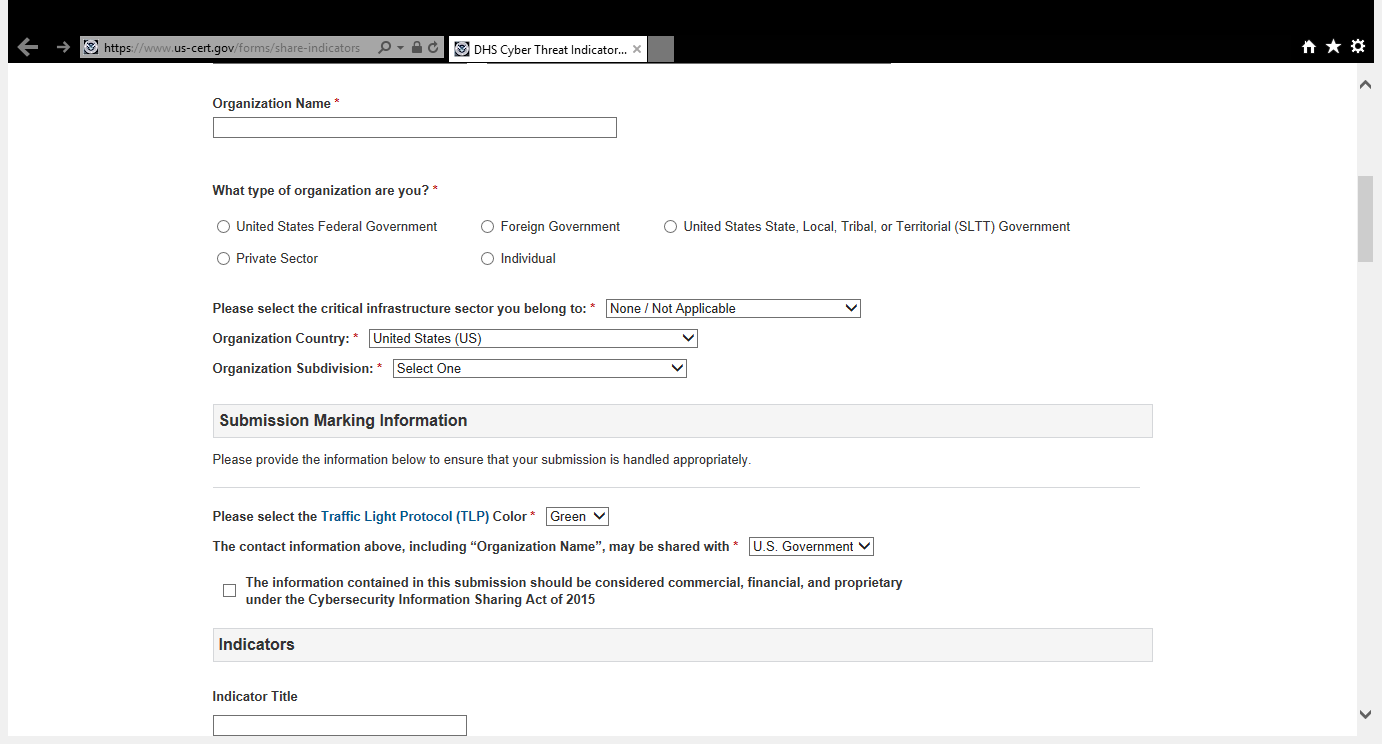 https://www.us-cert.gov/forms/share-indicators
DHS Cyber Threat Indicator...
Organization Name *
What type of organization are you? *
United States Federal Government
Foreign Government
United States State, Local, Tribal, or Territorial (SLTT) Government
Private Sector
Individual
Please select the critical infrastructure sector you belong to: * None / Not Applicable
Organization Country: * United States (US)
Organization Subdivision: * Select One
Submission Marking Information
Please provide the information below to ensure that your submission is handled appropriately.
Please select the Traffic Light Protocol (TLP) Color * Green
The contact information above, including “Organization Name”, may be shared with * U.S. Government
The information contained in this submission should be considered commercial, financial, and proprietary
under the Cybersecurity Information Sharing Act of 2015
Indicators
Indicator Title